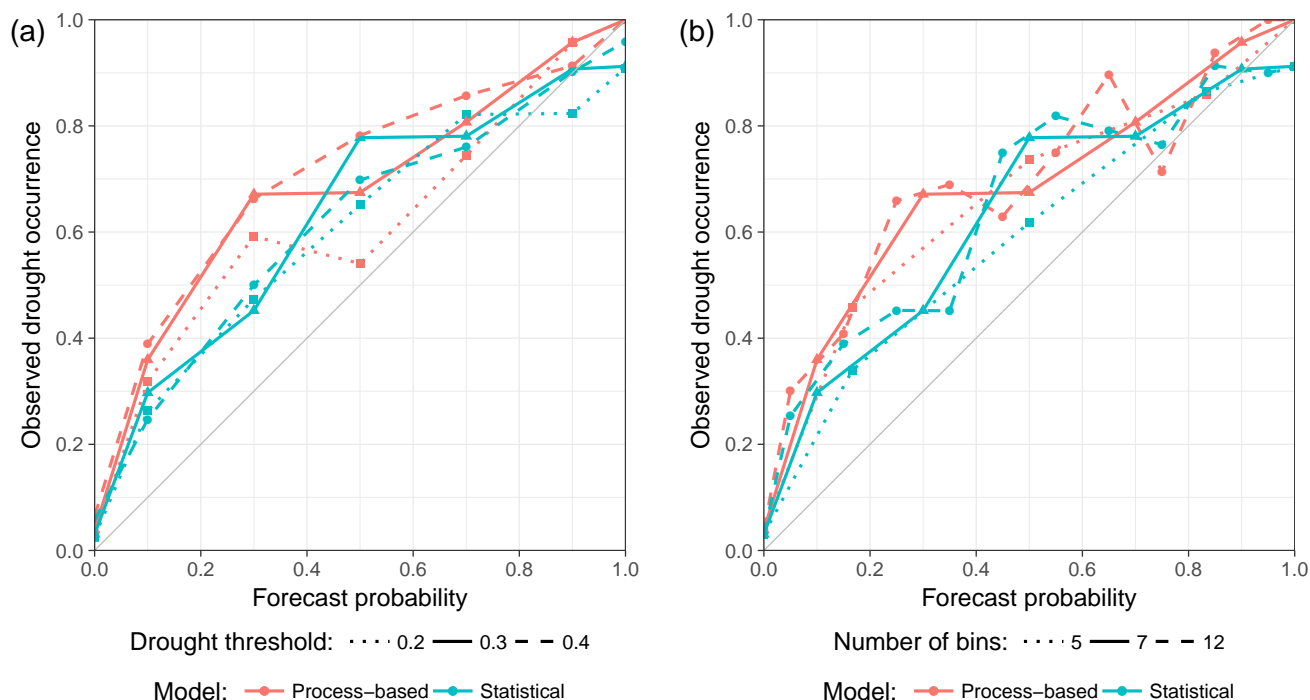 (a)
Observed drought occurrence
1.0
0.8
0.6
0.4
0.2
0.0
0.0 0.2 0.4 0.6 0.8 1.0
Forecast probability
Drought threshold: 0.2 0.3 0.4
Model: Process−based Statistical
(b)
Observed drought occurrence
1.0
0.8
0.6
0.4
0.2
0.0
0.0 0.2 0.4 0.6 0.8 1.0
Forecast probability
Number of bins: 5 7 12
Model: Process−based Statistical